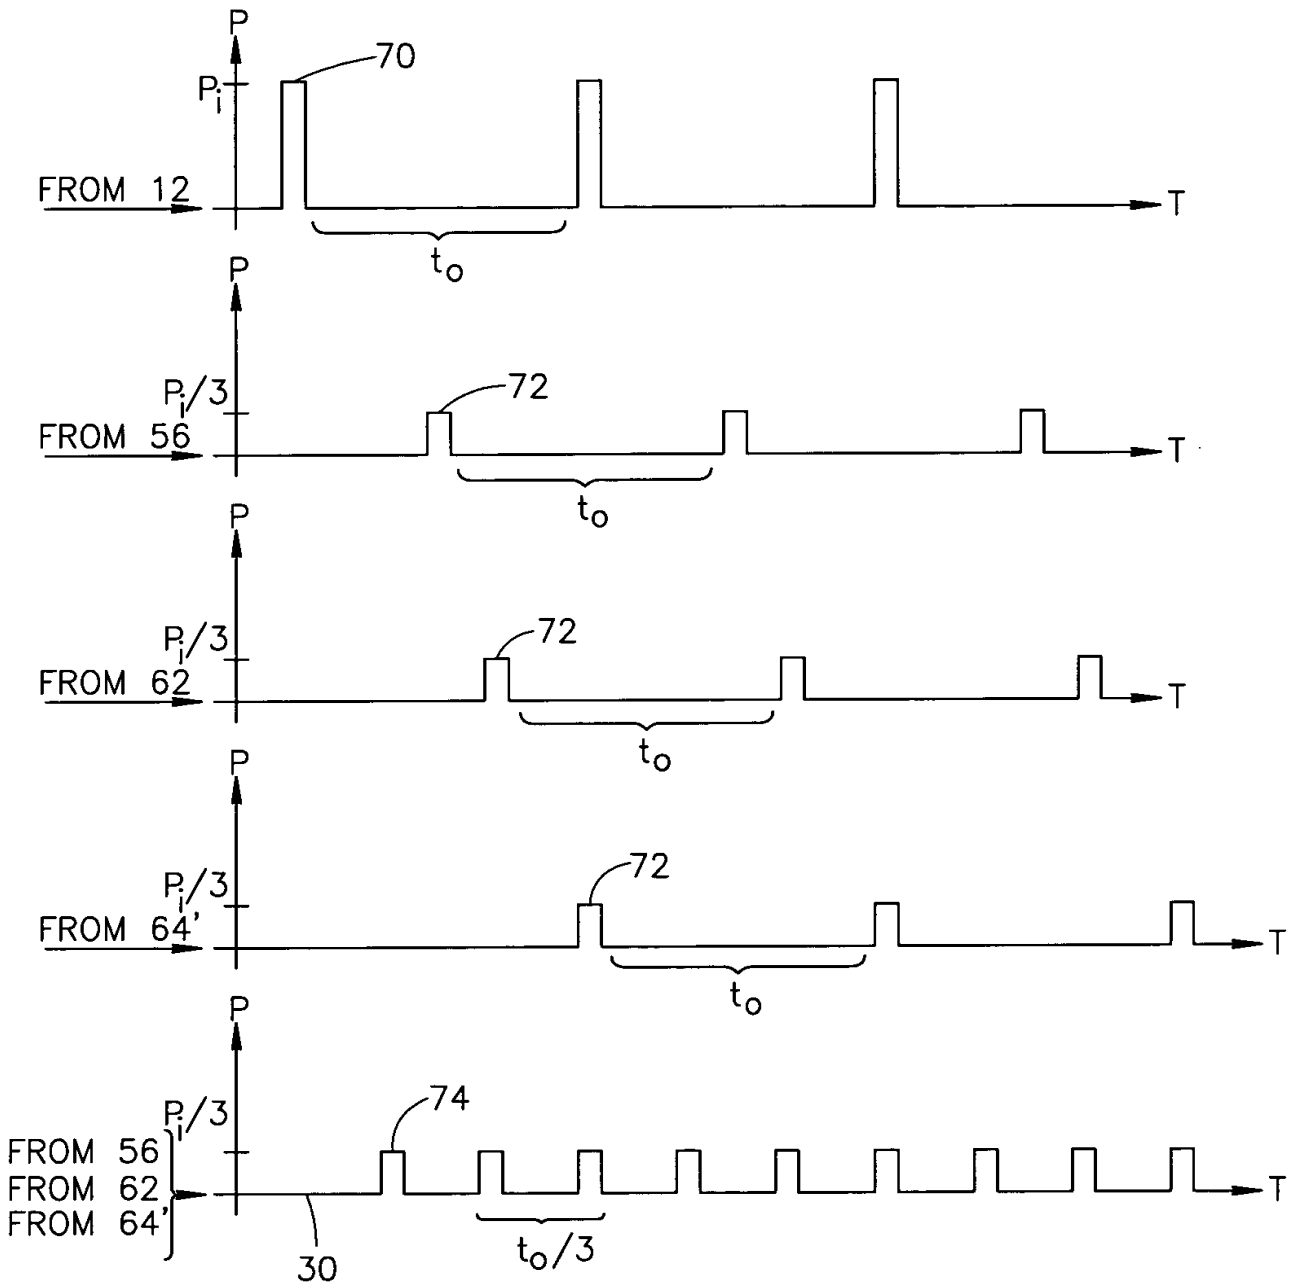 P
70
Pi
FROM 12
T
to
P
Pi/3
72
FROM 56
T
to
P
Pi/3
72
FROM 62
T
to
P
Pi/3
72
FROM 64'
T
to
P
Pi/3
74
FROM 56
FROM 62
FROM 64'
T
to/3
30